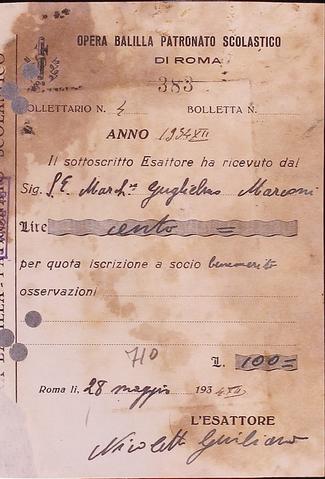 OPERA BALILLA PATRONATO SCOLASTICO
DI ROMA
383
BOLLETTARIO N. 4 BOLLETTA N.
ANNO 1934 XII
Il sottoscritto Esattore ha ricevuto dal
Sig. S.E. March.se Guglielmo Marconi
Lire cento =
per quota iscrizione a socio benemerito
osservazioni
710
L. 100=
Roma li, 28 maggio 1934 XII
L'ESATTORE
Nicoletti Giuliano